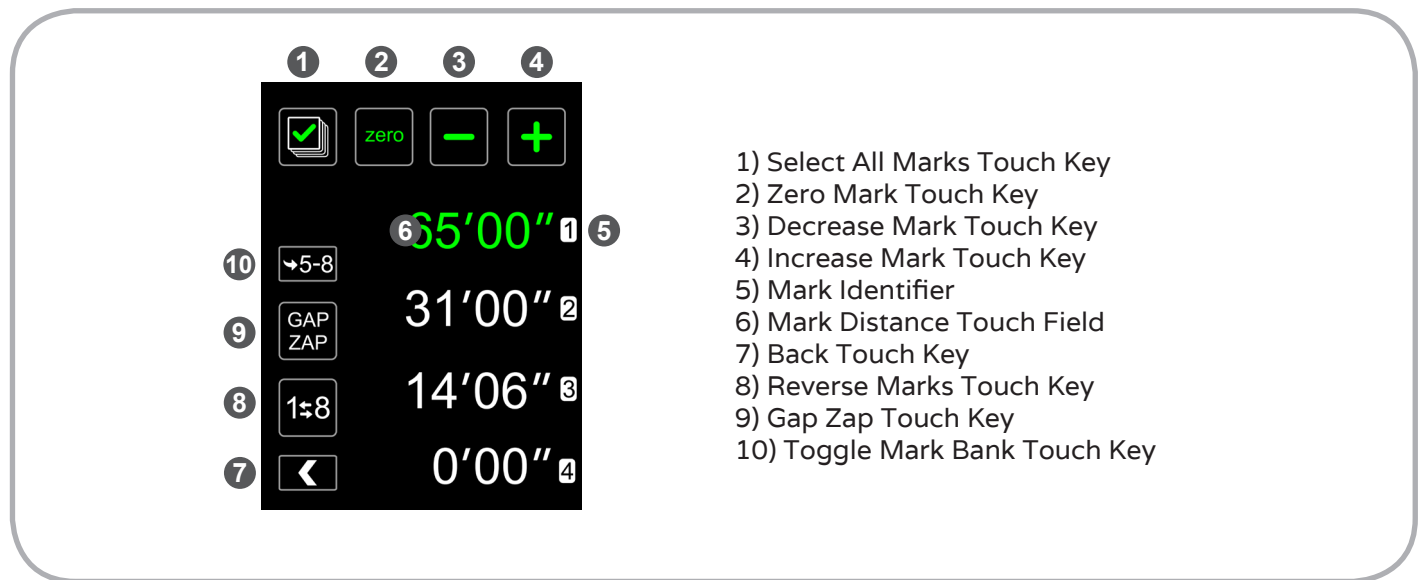 1 2 3 4
zero
6 65′00″ 1 5
10 5-8
31′00″ 2
9 GAP
ZAP
14′06″ 3
8 1⇆8
0′00″ 4
7
1) Select All Marks Touch Key
2) Zero Mark Touch Key
3) Decrease Mark Touch Key
4) Increase Mark Touch Key
5) Mark Identifier
6) Mark Distance Touch Field
7) Back Touch Key
8) Reverse Marks Touch Key
9) Gap Zap Touch Key
10) Toggle Mark Bank Touch Key